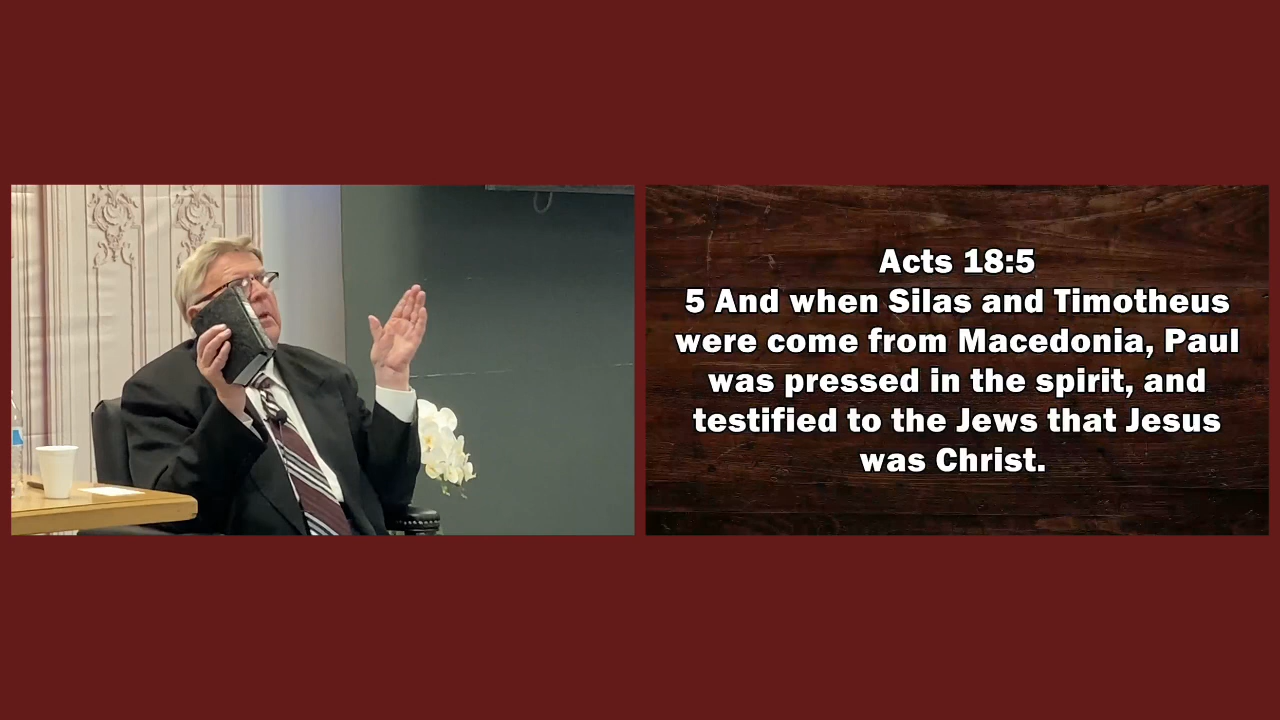 Acts 18:5
5 And when Silas and Timotheus
were come from Macedonia, Paul
was pressed in the spirit, and
testified to the Jews that Jesus
was Christ.